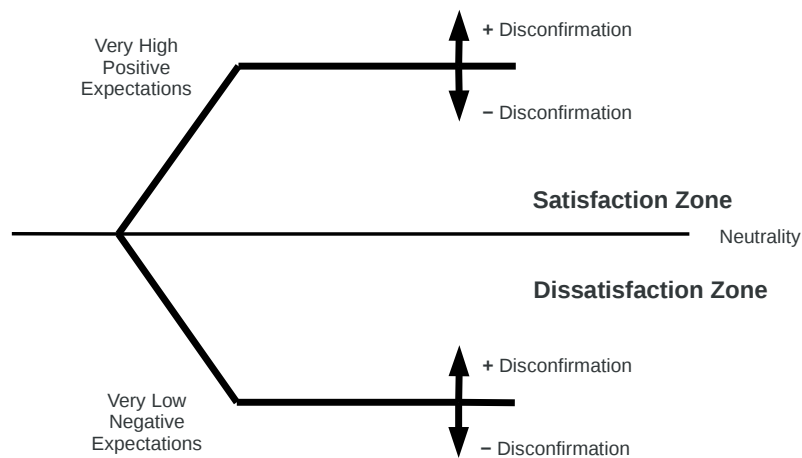 Very High
Positive
Expectations
+ Disconfirmation
− Disconfirmation
Satisfaction Zone
Neutrality
Dissatisfaction Zone
Very Low
Negative
Expectations
+ Disconfirmation
− Disconfirmation